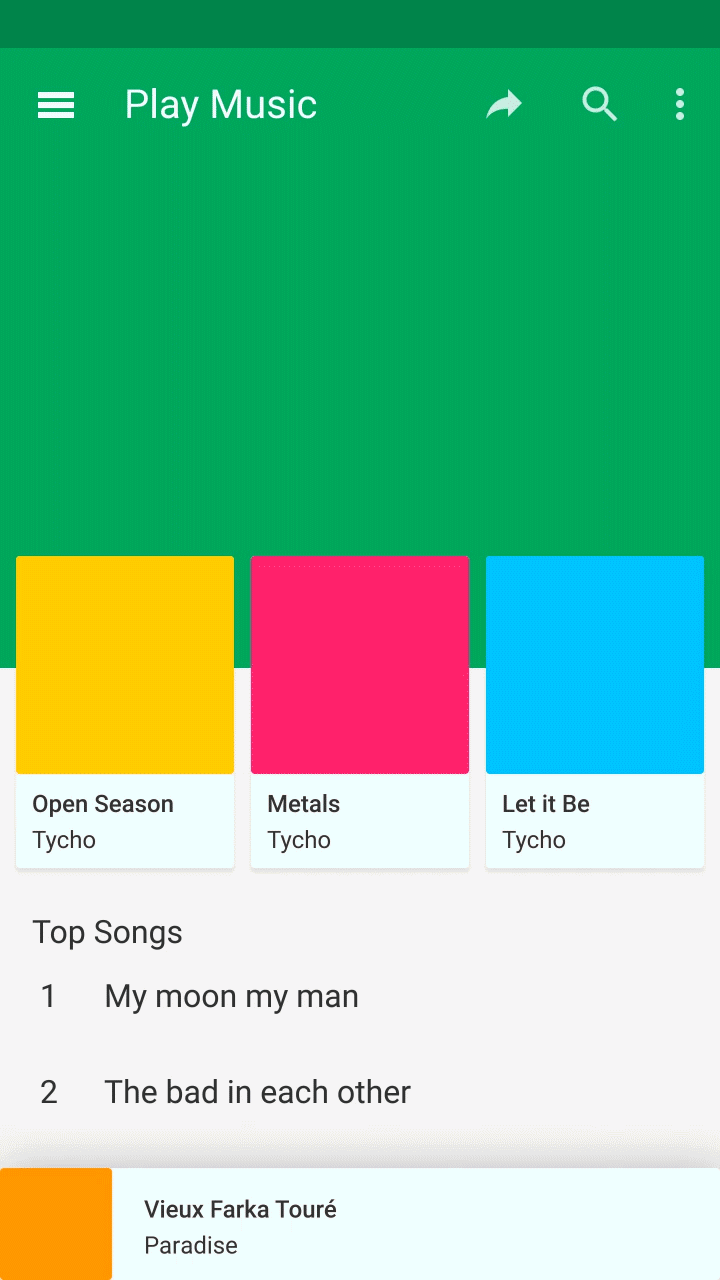 Play Music
Open Season
Tycho
Metals
Tycho
Let it Be
Tycho
Top Songs
1 My moon my man
2 The bad in each other
Vieux Farka Touré
Paradise